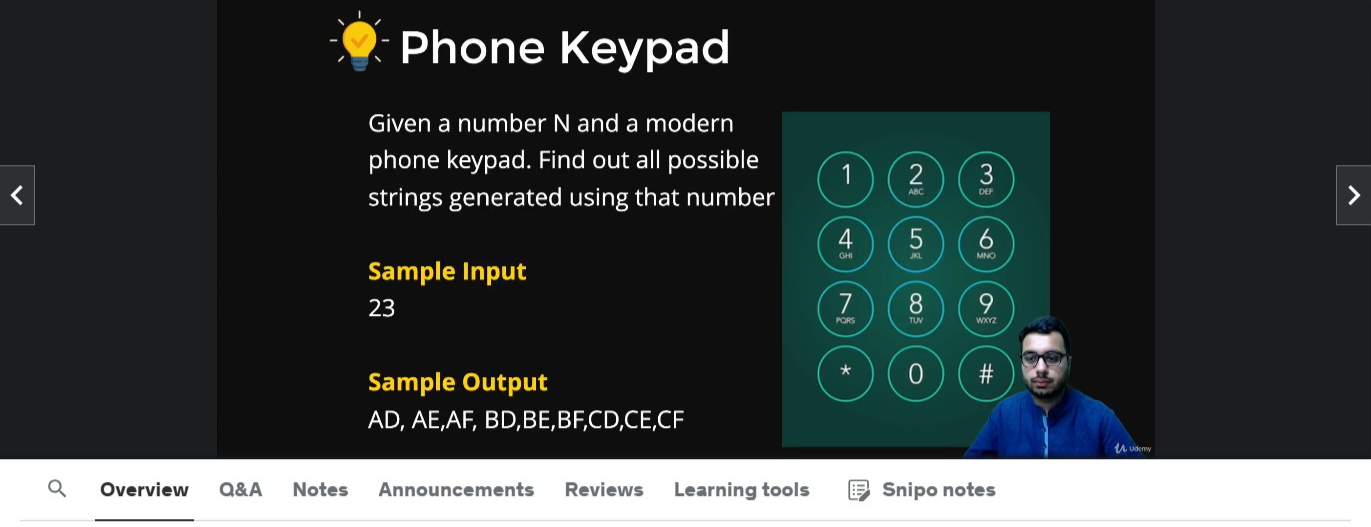 Phone Keypad
Given a number N and a modern
phone keypad. Find out all possible
strings generated using that number
Sample Input
23
Sample Output
AD, AE,AF, BD,BE,BF,CD,CE,CF
1
2
ABC
3
DEF
4
GHI
5
JKL
6
MNO
7
PQRS
8
TUV
9
WXYZ
*
0
#
Udemy
Overview Q&A Notes Announcements Reviews Learning tools Snipo notes